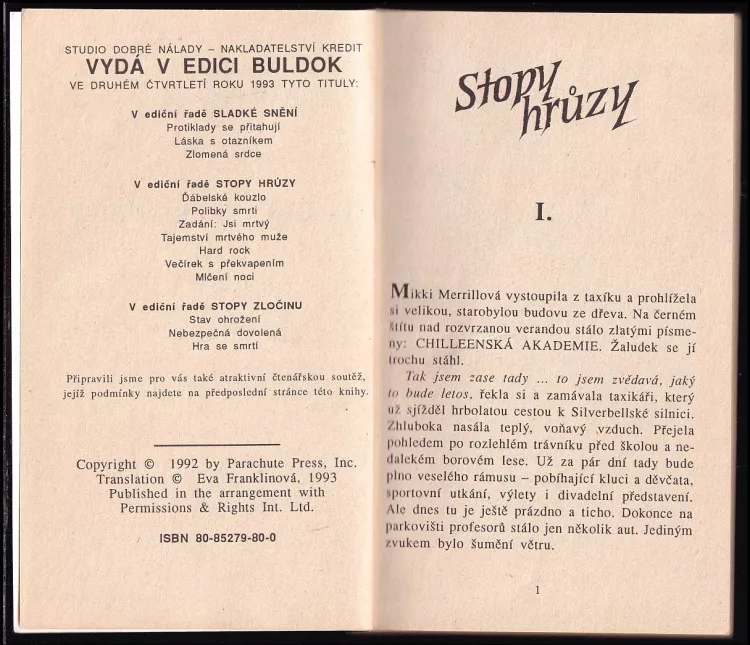 STUDIO DOBRÉ NÁLADY – NAKLADATELSTVÍ KREDIT
VYDÁ V EDICI BULDOK
VE DRUHÉM ČTVRTLETÍ ROKU 1993 TYTO TITULY:
V ediční řadě SLADKÉ SNĚNÍ
Protiklady se přitahují
Láska s otazníkem
Zlomená srdce
V ediční řadě STOPY HRŮZY
Ďábelské kouzlo
Polibky smrti
Zadání: Jsi mrtvý
Tajemství mrtvého muže
Hard rock
Večírek s překvapením
Mlčení noci
V ediční řadě STOPY ZLOČINU
Stav ohrožení
Nebezpečná dovolená
Hra se smrtí
Připravili jsme pro vás také atraktivní čtenářskou soutěž,
jejíž podmínky najdete na předposlední stránce této knihy.
Copyright © 1992 by Parachute Press, Inc.
Translation © Eva Franklinová, 1993
Published in the arrangement with
Permissions & Rights Int. Ltd.
ISBN 80-85279-80-0
Stopy
hrůzy
I.
Mikki Merrillová vystoupila z taxíku a prohlížela
si velikou, starobylou budovu ze dřeva. Na černém
štítu nad rozvrzanou verandou stálo zlatými písme-
ny: CHILLEENSKÁ AKADEMIE. Žaludek se jí
trochu stáhl.
Tak jsem zase tady ... to jsem zvědavá, jaký
to bude letos, řekla si a zamávala taxikáři, který
už sjížděl hrbolatou cestou k Silverbellské silnici.
Zhluboka nasála teplý, voňavý vzduch. Přejela
pohledem po rozlehlém trávníku před školou a ne-
dalekém borovém lese. Už za pár dní tady bude
plno veselého rámusu – pobíhající kluci a děvčata,
sportovní utkání, výlety i divadelní představení.
Ale dnes tu je ještě prázdno a ticho. Dokonce na
parkovišti profesorů stálo jen několik aut. Jediným
zvukem bylo šumění větru.
1